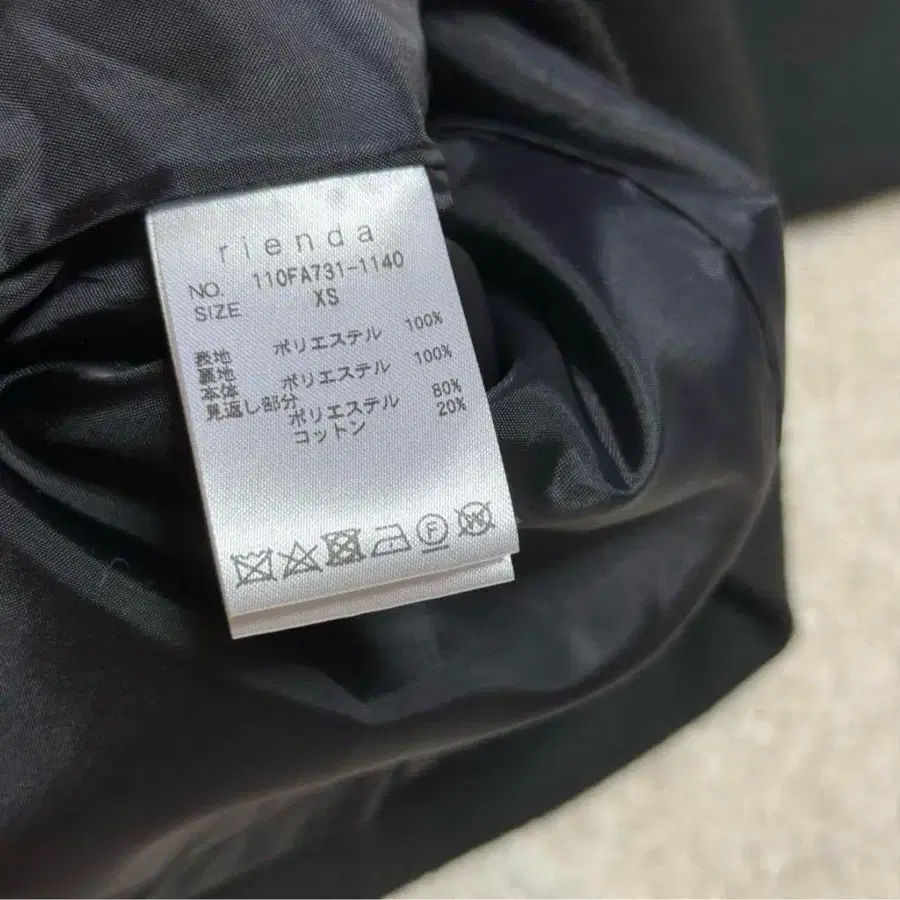 rienda
NO. 110FA731-1140
SIZE XS
表地 ポリエステル 100%
裏地
本体 ポリエステル 100%
見返し部分 ポリエステル 80%
コットン 20%
F W